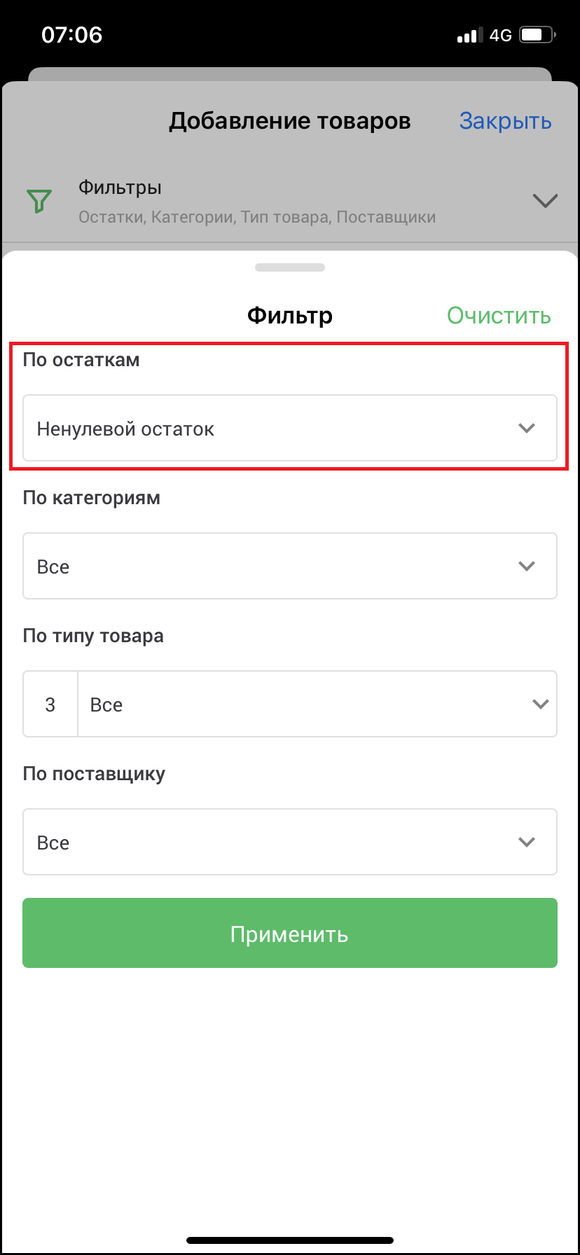 07:06
4G
Добавление товаров
Закрыть
Фильтры
Остатки, Категории, Тип товара, Поставщики
Фильтр
Очистить
По остаткам
Ненулевой остаток
По категориям
Все
По типу товара
3
Все
По поставщику
Все
Применить